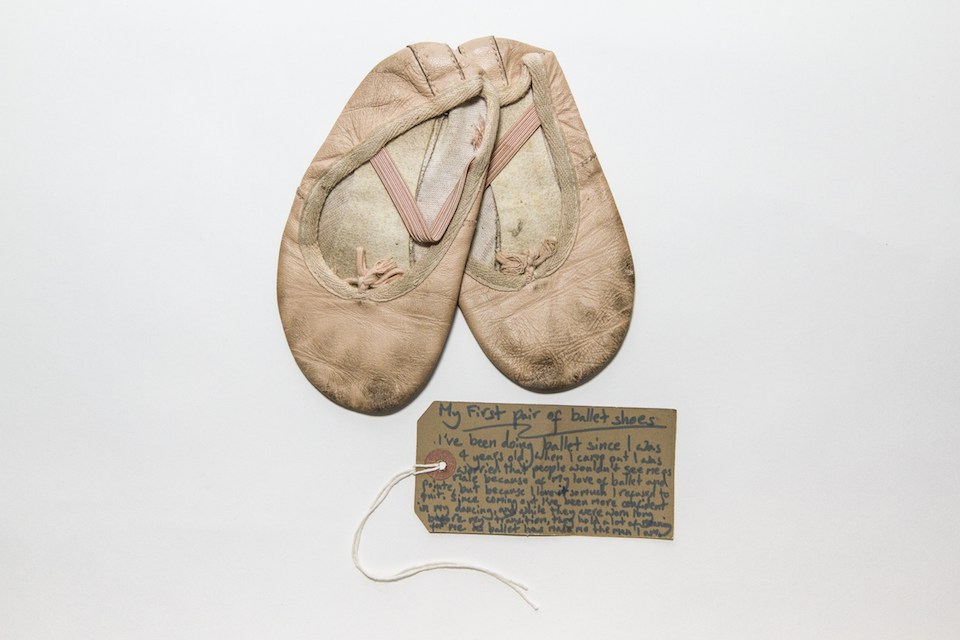 My First pair of ballet shoes
I've been doing ballet since I was
4 years old, when I came out I was
worried that people wouldn't see me as
male because of my love of ballet and
pointe, but because I love it so much I refused to
quit. Since coming out I've been more confident
in my dancing, and while they were worn long
before my transition, they hold a lot of meaning
for me as ballet has made me the man I am